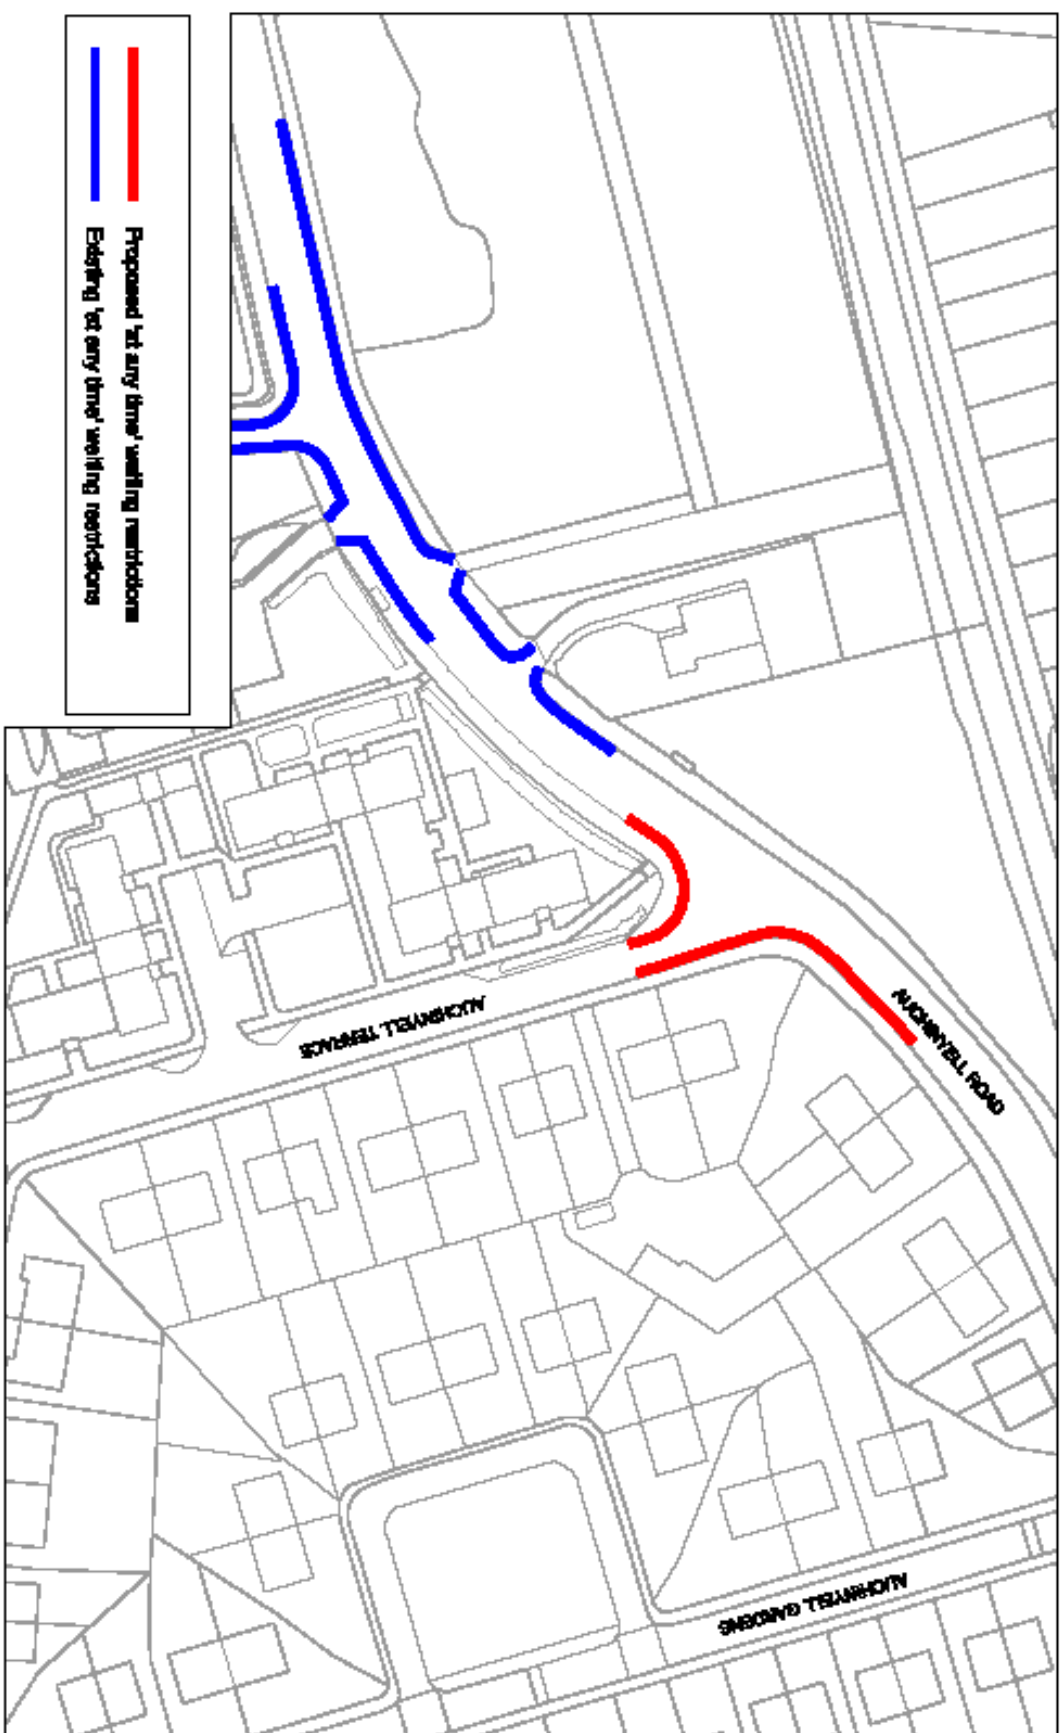 Proposed 'at any time' waiting restrictions
Existing 'at any time' waiting restrictions
AUCHINYELL ROAD
AUCHINYELL TERRACE
AUCHINYELL GARDENS